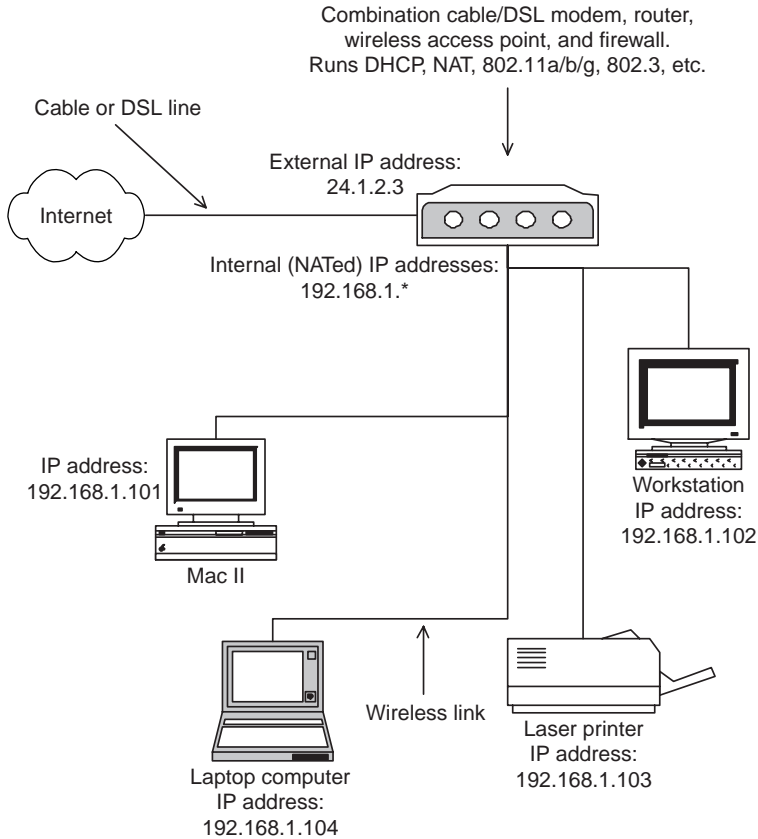 Combination cable/DSL modem, router,
wireless access point, and firewall.
Runs DHCP, NAT, 802.11a/b/g, 802.3, etc.
Cable or DSL line
External IP address:
24.1.2.3
Internet
Internal (NATed) IP addresses:
192.168.1.*
IP address:
192.168.1.101
Mac II
Workstation
IP address:
192.168.1.102
Wireless link
Laser printer
IP address:
192.168.1.103
Laptop computer
IP address:
192.168.1.104